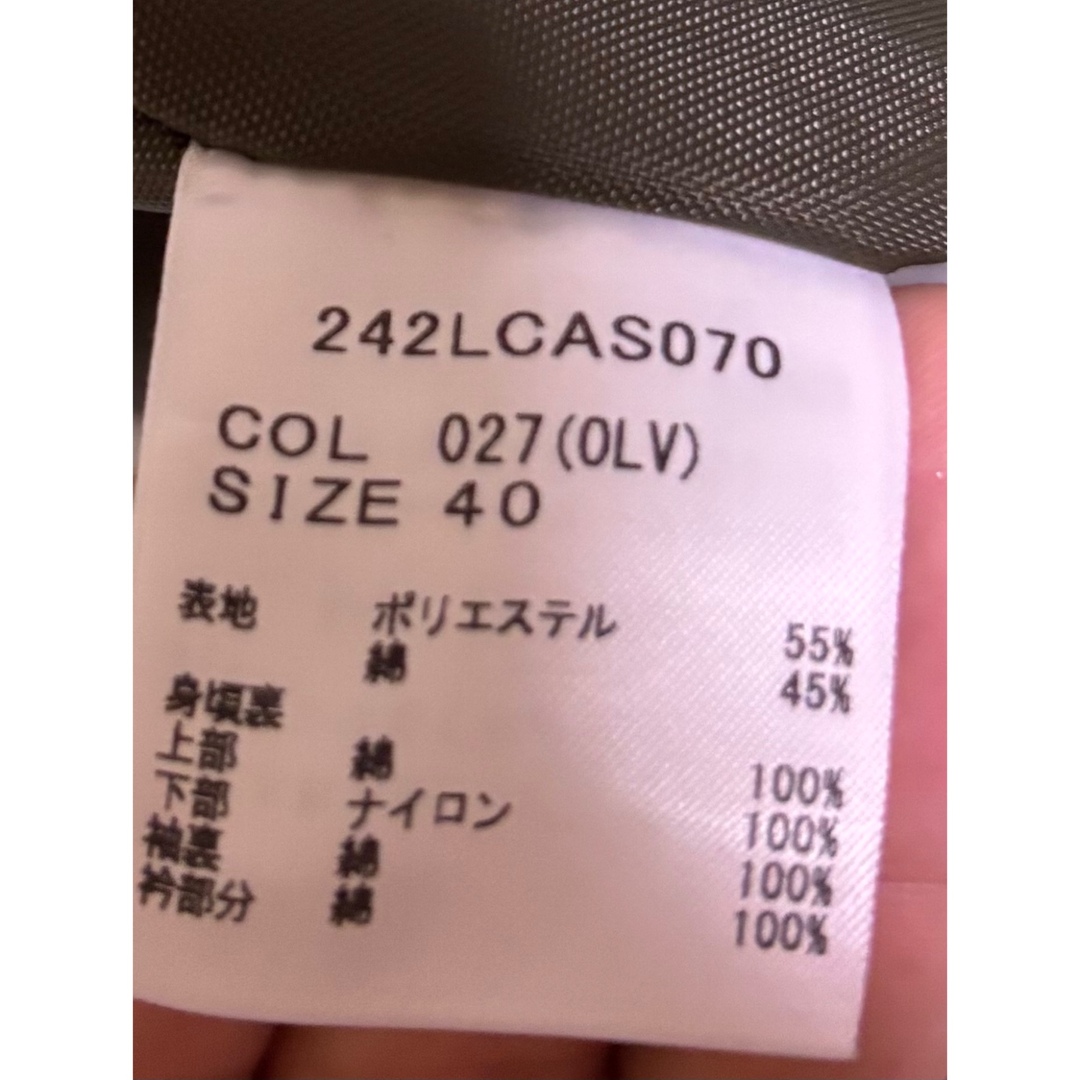 242LCAS070
COL 027(OLV)
SIZE 40
表地 ポリエステル 55%
綿 45%
身頃裏
上部 綿 100%
下部 ナイロン 100%
袖裏 綿 100%
衿部分 綿 100%